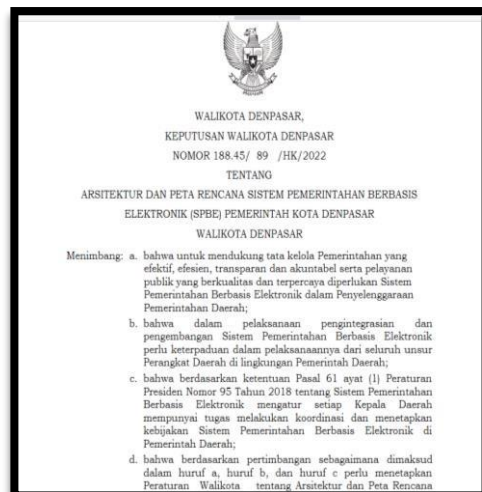 WALIKOTA DENPASAR,
KEPUTUSAN WALIKOTA DENPASAR
NOMOR 188.45/ 89 /HK/2022
TENTANG
ARSITEKTUR DAN PETA RENCANA SISTEM PEMERINTAHAN BERBASIS
ELEKTRONIK (SPBE) PEMERINTAH KOTA DENPASAR
WALIKOTA DENPASAR
Menimbang: a. bahwa untuk mendukung tata kelola Pemerintahan yang
efektif, efesien, transparan dan akuntabel serta pelayanan
publik yang berkualitas dan terpercaya diperlukan Sistem
Pemerintahan Berbasis Elektronik dalam Penyelenggaraan
Pemerintahan Daerah;
b. bahwa dalam pelaksanaan pengintegrasian dan
pengembangan Sistem Pemerintahan Berbasis Elektronik
perlu keterpaduan dalam pelaksanaannya dari seluruh unsur
Perangkat Daerah di lingkungan Pemerintah Daerah;
c. bahwa berdasarkan ketentuan Pasal 61 ayat (1) Peraturan
Presiden Nomor 95 Tahun 2018 tentang Sistem Pemerintahan
Berbasis Elektronik mengatur setiap Kepala Daerah
mempunyai tugas melakukan koordinasi dan menetapkan
kebijakan Sistem Pemerintahan Berbasis Elektronik di
Pemerintah Daerah;
d. bahwa berdasarkan pertimbangan sebagaimana dimaksud
dalam huruf a, huruf b, dan huruf c perlu menetapkan
Peraturan Walikota tentang Arsitektur dan Peta Rencana